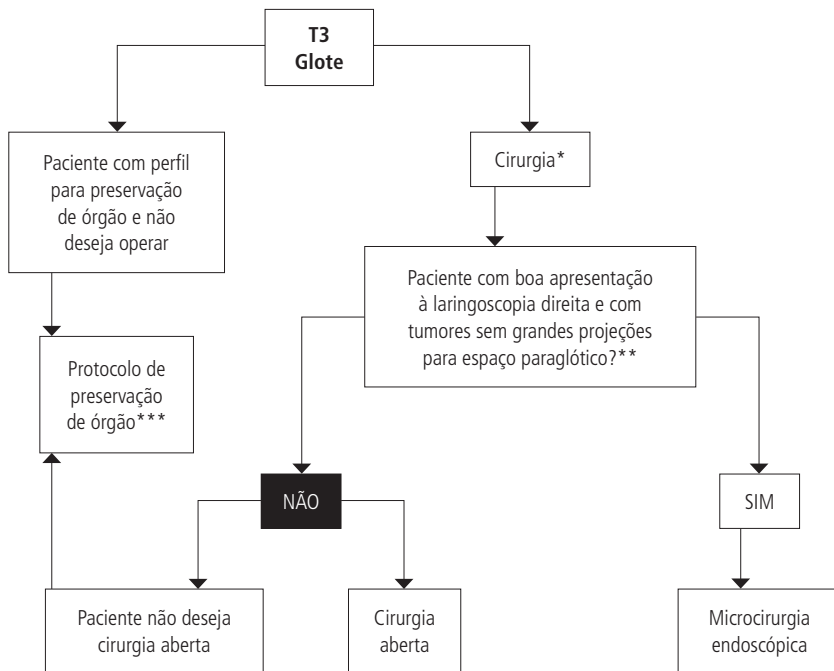 T3
Glote
Paciente com perfil
para preservação
de órgão e não
deseja operar
Cirurgia*
Paciente com boa apresentação
à laringoscopia direita e com
tumores sem grandes projeções
para espaço paraglótico?**
Protocolo de
preservação
de órgão***
NÃO
SIM
Paciente não deseja
cirurgia aberta
Cirurgia
aberta
Microcirurgia
endoscópica